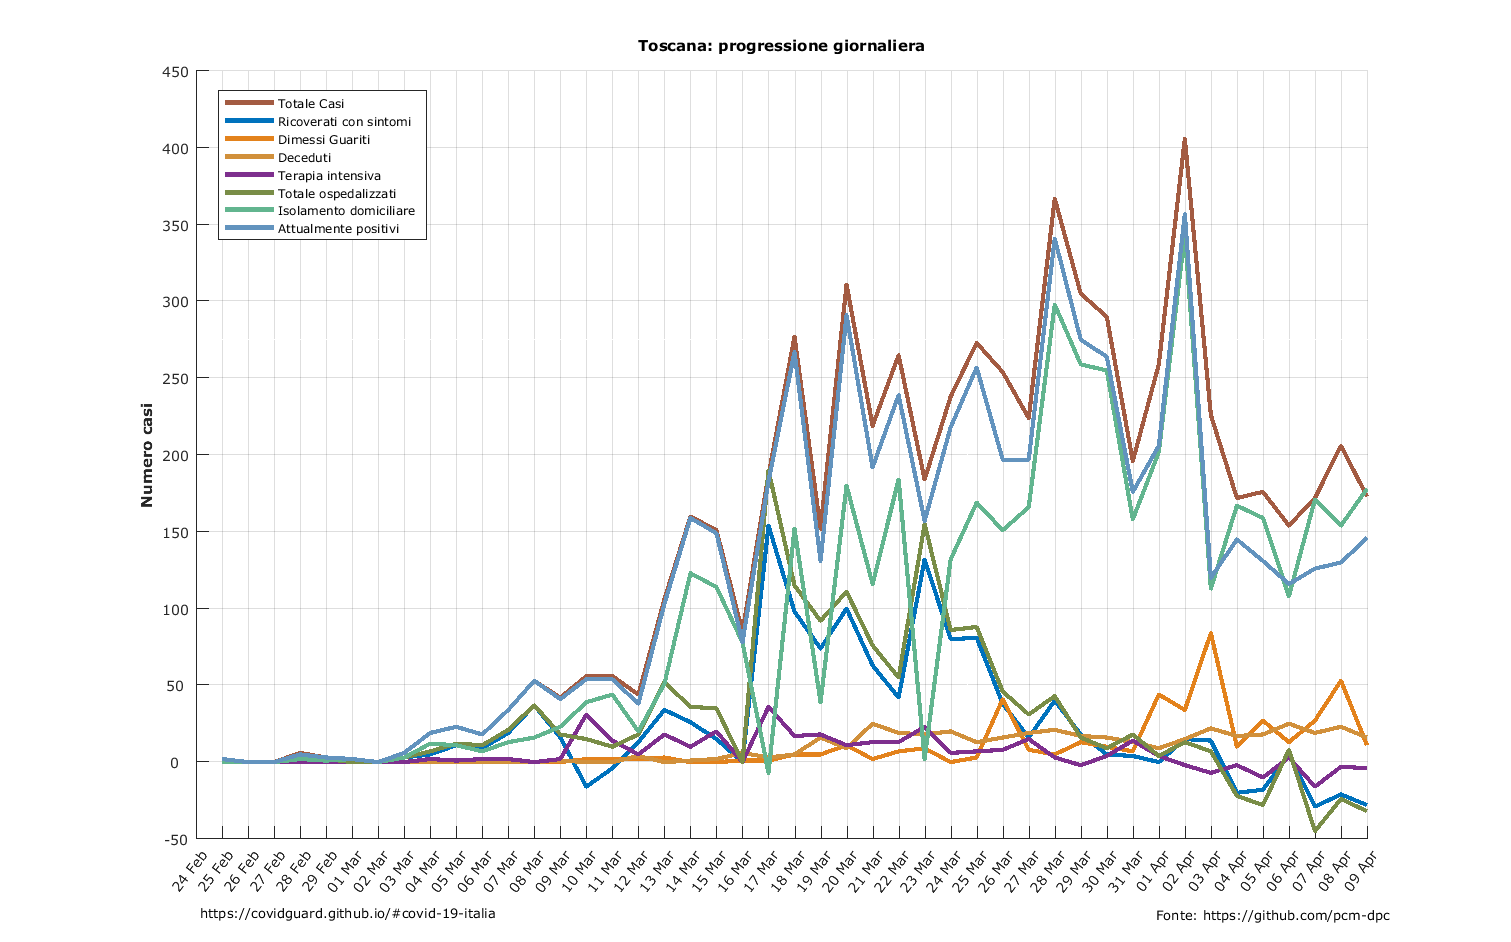 Toscana: progressione giornaliera
450
400
350
300
250
200
150
100
50
0
-50
Numero casi
Totale Casi
Ricoverati con sintomi
Dimessi Guariti
Deceduti
Terapia intensiva
Totale ospedalizzati
Isolamento domiciliare
Attualmente positivi
24 Feb
25 Feb
26 Feb
27 Feb
28 Feb
29 Feb
01 Mar
02 Mar
03 Mar
04 Mar
05 Mar
06 Mar
07 Mar
08 Mar
09 Mar
10 Mar
11 Mar
12 Mar
13 Mar
14 Mar
15 Mar
16 Mar
17 Mar
18 Mar
19 Mar
20 Mar
21 Mar
22 Mar
23 Mar
24 Mar
25 Mar
26 Mar
27 Mar
28 Mar
29 Mar
30 Mar
31 Mar
01 Apr
02 Apr
03 Apr
04 Apr
05 Apr
06 Apr
07 Apr
08 Apr
09 Apr
https://covidguard.github.io/#covid-19-italia
Fonte: https://github.com/pcm-dpc